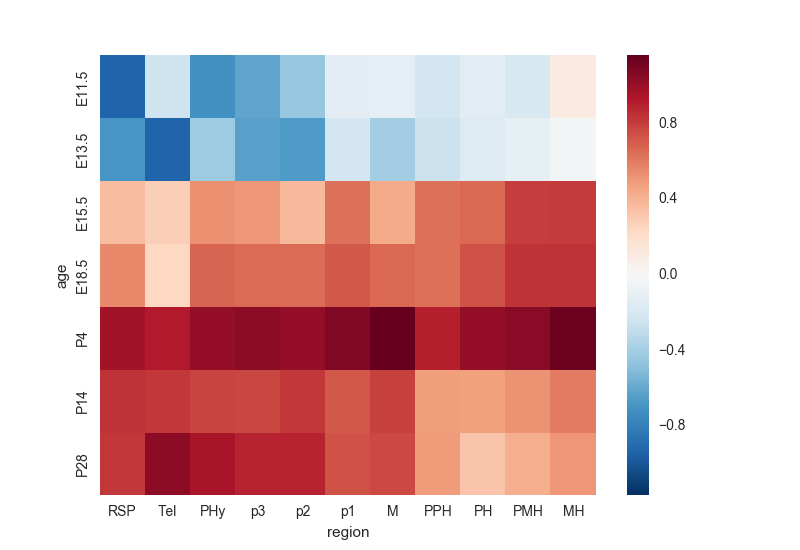 age
E11.5
E13.5
E15.5
E18.5
P4
P14
P28
RSP Tel PHy p3 p2 p1 M PPH PH PMH MH
region
0.8
0.4
0.0
−0.4
−0.8